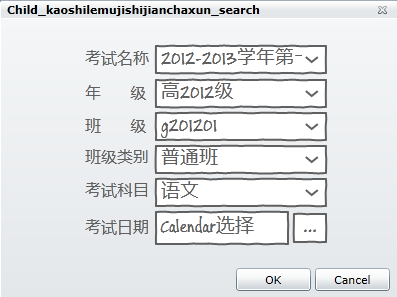 Child_kaoshilemujishijianchaxun_search
考试名称 2012-2013学年第一
年 级 高2012级
班 级 g201201
班级类别 普通班
考试科目 语文
考试日期 Calendar选择 ...
OK Cancel